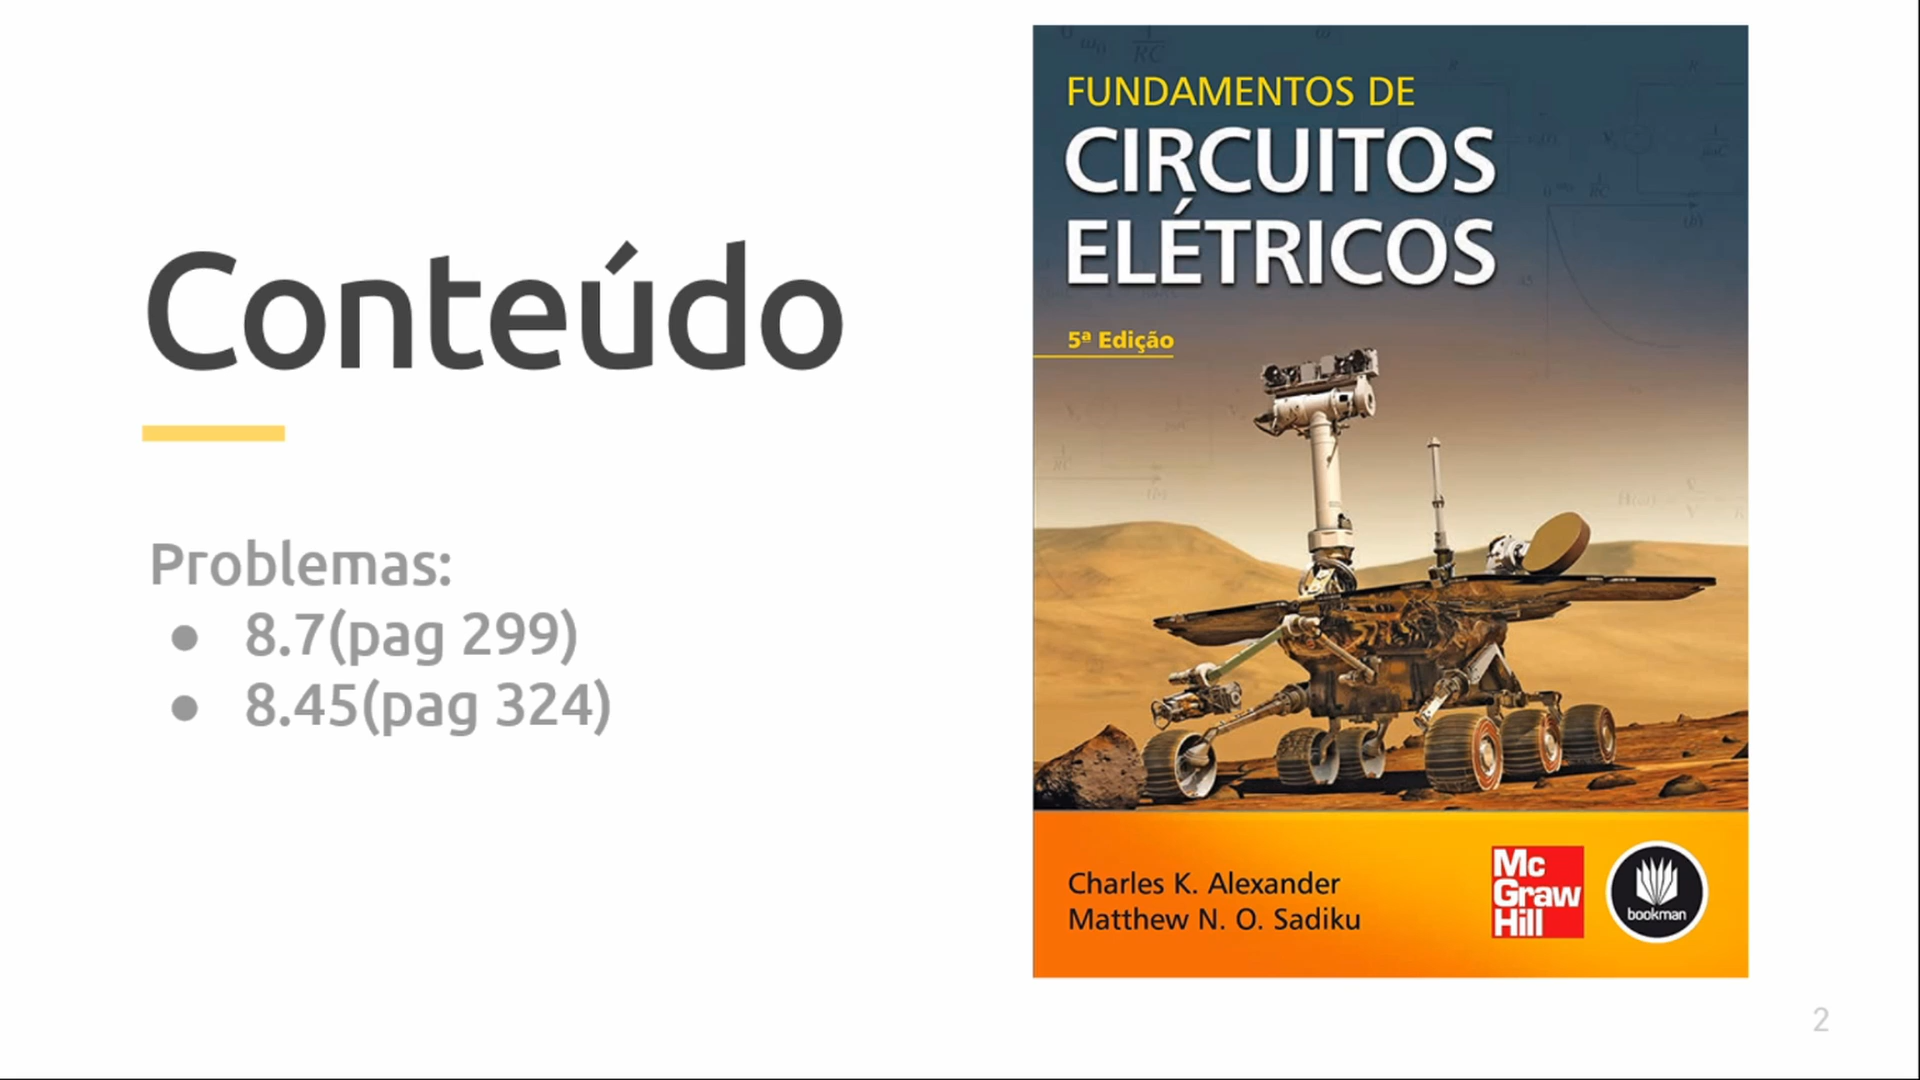 Conteúdo
Problemas:
● 8.7(pag 299)
● 8.45(pag 324)
FUNDAMENTOS DE
CIRCUITOS
ELÉTRICOS
5ª Edição
Charles K. Alexander
Matthew N. O. Sadiku
Mc
Graw
Hill
bookman
2